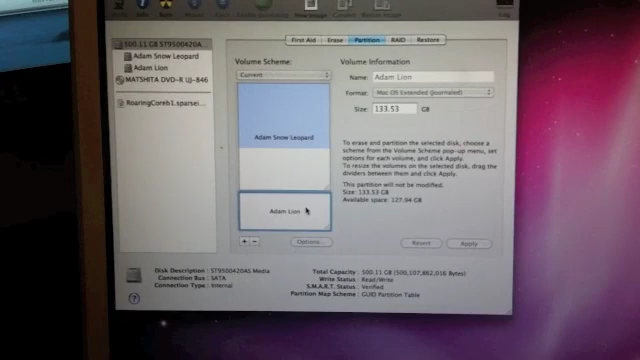 Info
Burn
New Image
Convert
Log
500.11 GB ST9500420A...
Adam Snow Leopard
Adam Lion
MATSHITA DVD-R UJ-846
RoaringCoreb1.sparsei...
First Aid
Erase
Partition
RAID
Restore
Volume Scheme:
Current
Adam Snow Leopard
Adam Lion
+ −
Options...
Volume Information
Name: Adam Lion
Format: Mac OS Extended (Journaled)
Size: 133.53 GB
To erase and partition the selected disk, choose a
scheme from the Volume Scheme pop-up menu, set
options for each volume, and click Apply.
To resize the volumes on the selected disk, drag the
dividers between them and click Apply.
This partition will not be modified.
Size: 133.53 GB
Available space: 127.94 GB
Revert
Apply
Disk Description : ST9500420AS Media
Connection Bus : SATA
Connection Type : Internal
Total Capacity : 500.11 GB (500,107,862,016 Bytes)
Write Status : Read/Write
S.M.A.R.T. Status : Verified
Partition Map Scheme : GUID Partition Table
?